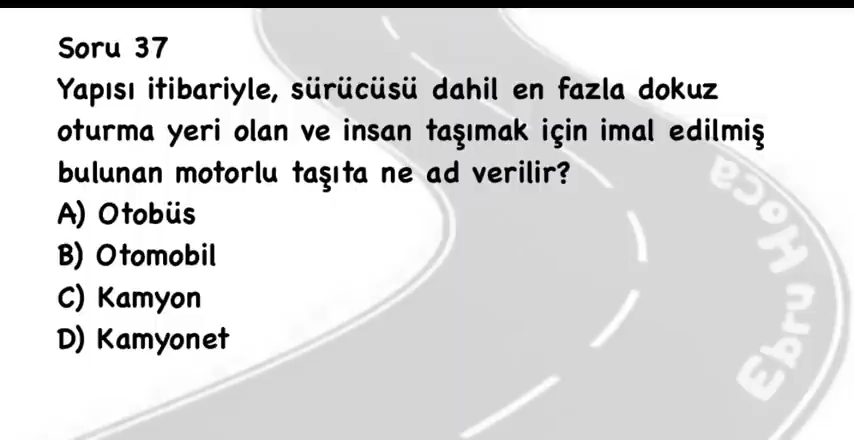 Soru 37
Yapısı itibariyle, sürücüsü dahil en fazla dokuz
oturma yeri olan ve insan taşımak için imal edilmiş
bulunan motorlu taşıta ne ad verilir?
A) Otobüs
B) Otomobil
C) Kamyon
D) Kamyonet
Ebru Hoca